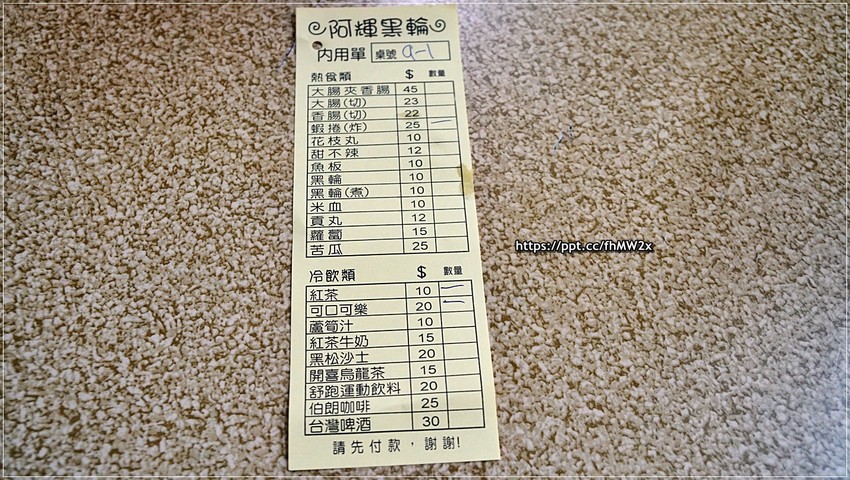 阿輝黑輪
內用單 桌號 a-1
熱食類 $ 數量
大腸夾香腸 45
大腸(切) 23
香腸(切) 22
蝦捲(炸) 25 一
花枝丸 10
甜不辣 12
魚板 10
黑輪 10
黑輪(煮) 10
米血 10
貢丸 12
蘿蔔 15
苦瓜 25
冷飲類 $ 數量
紅茶 10 一
可口可樂 20 一
蘆筍汁 10
紅茶牛奶 15
黑松沙士 20
開喜烏龍茶 15
舒跑運動飲料 20
伯朗咖啡 25
台灣啤酒 30
請先付款，謝謝!
https://ppt.cc/fhMW2x